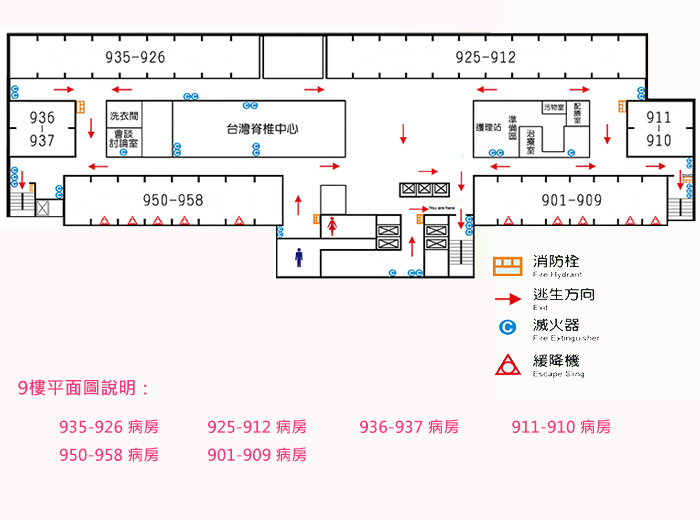 935-926
925-912
936
|
937
洗衣間
會談
討論室
台灣脊椎中心
護理站
準備區
治療室
污物室
配膳室
911
|
910
950-958
901-909
You are here
消防栓
Fire Hydrant
逃生方向
Exit
滅火器
Fire Extinguisher
緩降機
Escape Sling
9樓平面圖說明：
935-926 病房 925-912 病房 936-937 病房 911-910 病房
950-958 病房 901-909 病房